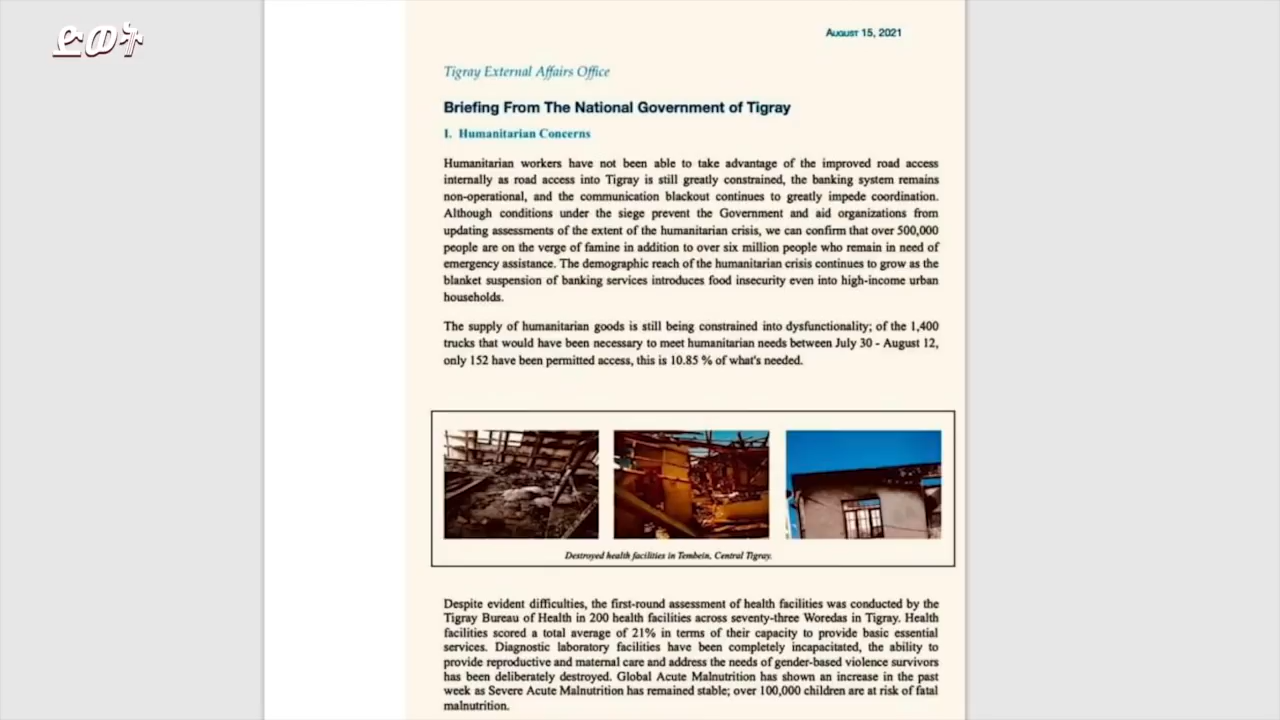 ድወት
August 15, 2021
Tigray External Affairs Office
Briefing From The National Government of Tigray
I. Humanitarian Concerns
Humanitarian workers have not been able to take advantage of the improved road access
internally as road access into Tigray is still greatly constrained, the banking system remains
non-operational, and the communication blackout continues to greatly impede coordination.
Although conditions under the siege prevent the Government and aid organizations from
updating assessments of the extent of the humanitarian crisis, we can confirm that over 500,000
people are on the verge of famine in addition to over six million people who remain in need of
emergency assistance. The demographic reach of the humanitarian crisis continues to grow as the
blanket suspension of banking services introduces food insecurity even into high-income urban
households.
The supply of humanitarian goods is still being constrained into dysfunctionality; of the 1,400
trucks that would have been necessary to meet humanitarian needs between July 30 - August 12,
only 152 have been permitted access, this is 10.85 % of what's needed.
Destroyed health facilities in Tembein, Central Tigray.
Despite evident difficulties, the first-round assessment of health facilities was conducted by the
Tigray Bureau of Health in 200 health facilities across seventy-three Woredas in Tigray. Health
facilities scored a total average of 21% in terms of their capacity to provide basic essential
services. Diagnostic laboratory facilities have been completely incapacitated, the ability to
provide reproductive and maternal care and address the needs of gender-based violence survivors
has been deliberately destroyed. Global Acute Malnutrition has shown an increase in the past
week as Severe Acute Malnutrition has remained stable; over 100,000 children are at risk of fatal
malnutrition.